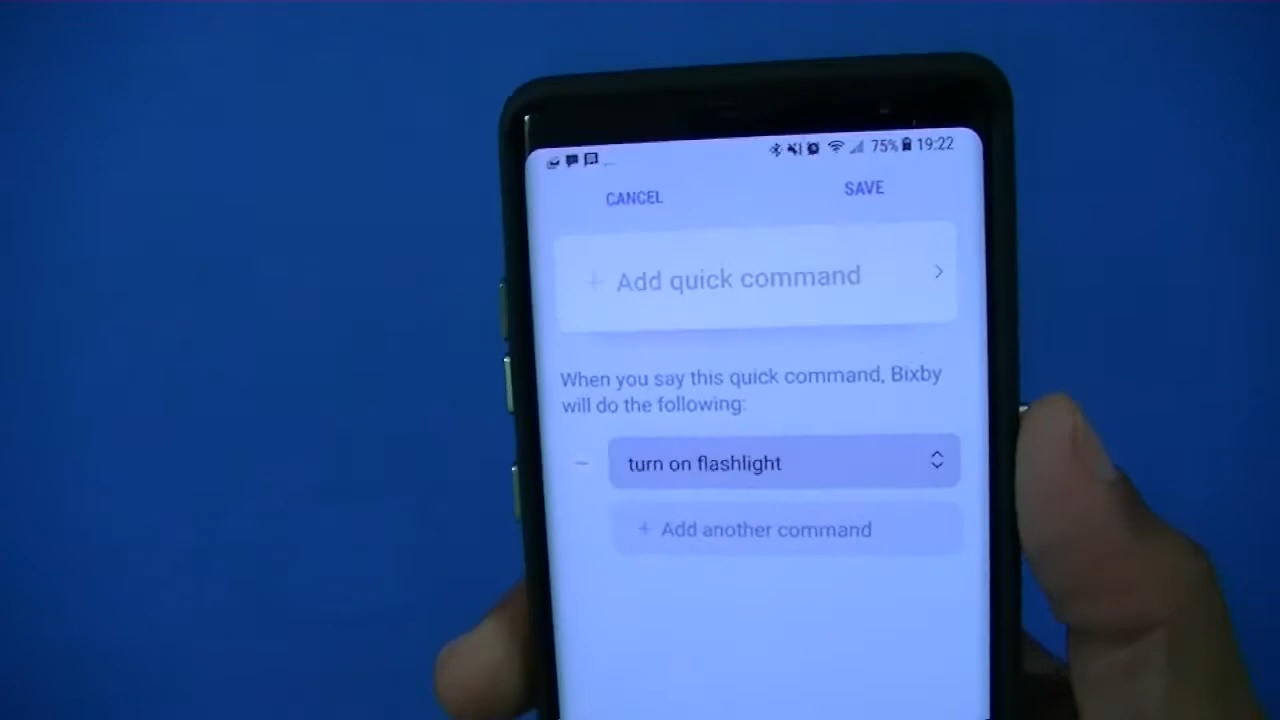 75% 19:22
CANCEL
SAVE
+ Add quick command >
When you say this quick command, Bixby
will do the following:
turn on flashlight
+ Add another command